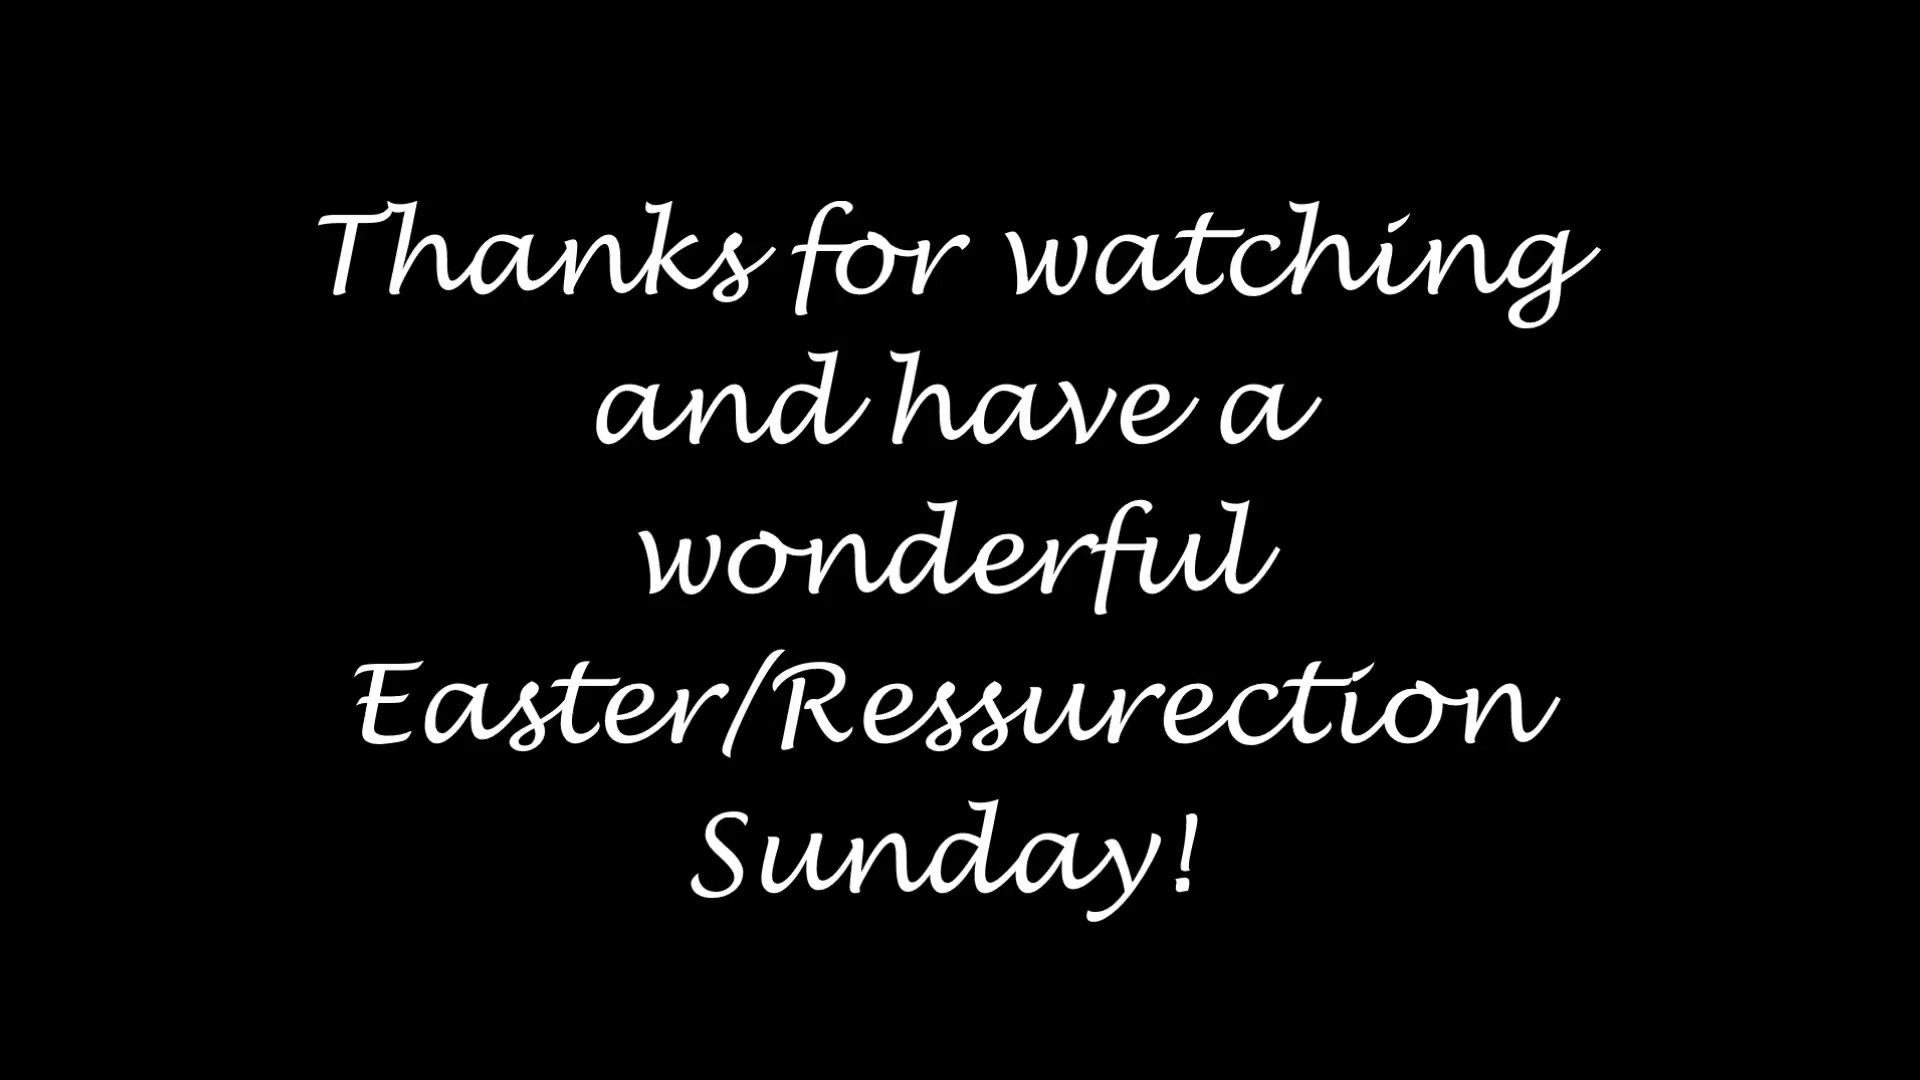 Thanks for watching
and have a
wonderful
Easter/Ressurection
Sunday!